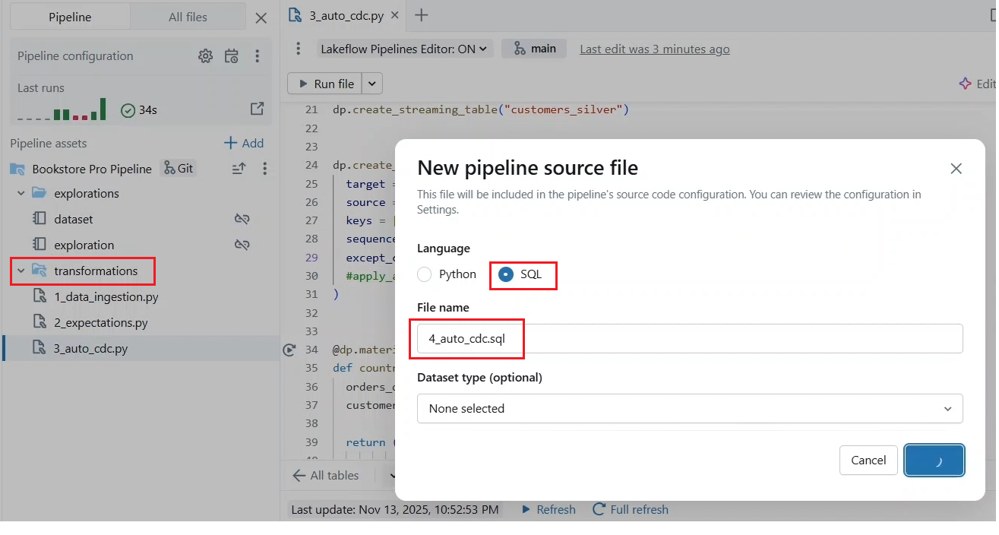 Pipeline
All files
Pipeline configuration
Last runs
34s
Pipeline assets
Add
Bookstore Pro Pipeline
Git
explorations
dataset
exploration
transformations
1_data_ingestion.py
2_expectations.py
3_auto_cdc.py
3_auto_cdc.py
Lakeflow Pipelines Editor: ON
main
Last edit was 3 minutes ago
Run file
Edit
21 dp.create_streaming_table("customers_silver")
22
23
24 dp.create_
25 target =
26 source =
27 keys = [
28 sequence
29 except_c
30 #apply_a
31 )
32
33
34 @dp.materi
35 def countr
36 orders_d
37 customer
38
39 return (
All tables
Last update: Nov 13, 2025, 10:52:53 PM
Refresh
Full refresh
New pipeline source file
This file will be included in the pipeline's source code configuration. You can review the configuration in
Settings.
Language
Python
SQL
File name
4_auto_cdc.sql
Dataset type (optional)
None selected
Cancel